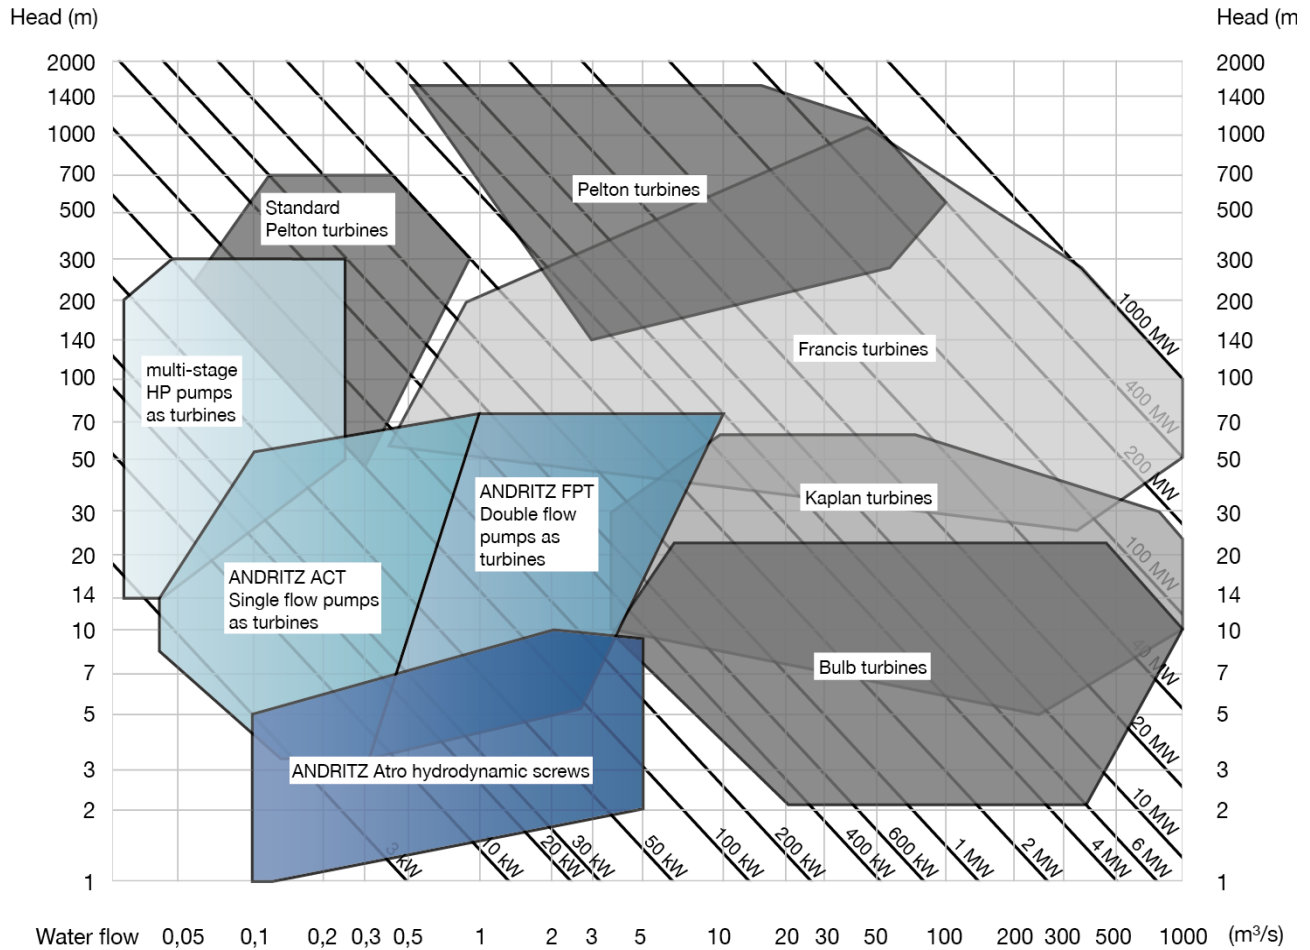 Head (m)
Head (m
2000
2000
1400
1400
1000
1000
700
700
500
500
300
300
200
200
140
140
100
100
70
70
50
50
30
30
20
20
14
14
10
10
7
7
5
5
3
3
2
2
1
1
Pelton turbines
Standard
Pelton turbines
Francis turbines
multi-stage
HP pumps
as turbines
Kaplan turbines
ANDRITZ FPT
Double flow
pumps as
turbines
ANDRITZ ACT
Single flow pumps
as turbines
Bulb turbines
ANDRITZ Atro hydrodynamic screws
1000 MW
400 MW
200 MW
100 MW
40 MW
20 MW
10 MW
3 kW
10 kW
20 kW
30 kW
50 kW
100 kW
200 kW
400 kW
600 kW
1 MW
2 MW
4 MW
6 MW
Water flow 0,05 0,1 0,2 0,3 0,5 1 2 3 5 10 20 30 50 100 200 300 500 1000 (m³/s)